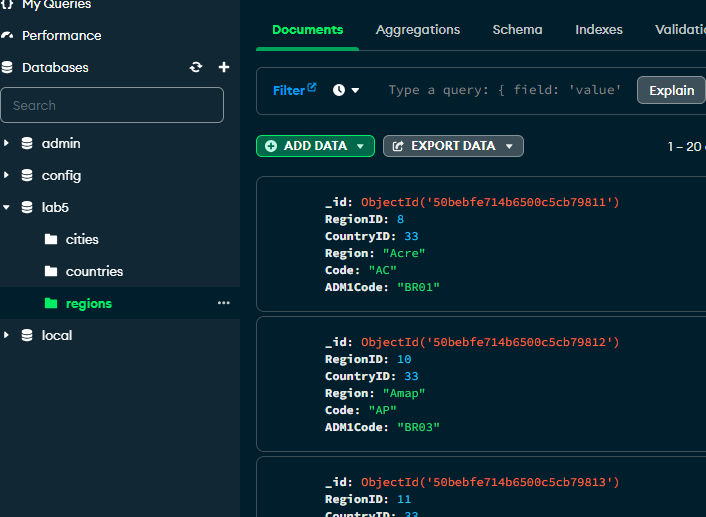 My Queries
Performance
Databases
Search
admin
config
lab5
cities
countries
regions
local
Documents Aggregations Schema Indexes Validati
Filter Type a query: { field: 'value' Explain
ADD DATA EXPORT DATA 1 – 20
_id: ObjectId('50bebfe714b6500c5cb79811')
RegionID: 8
CountryID: 33
Region: "Acre"
Code: "AC"
ADM1Code: "BR01"
_id: ObjectId('50bebfe714b6500c5cb79812')
RegionID: 10
CountryID: 33
Region: "Amap"
Code: "AP"
ADM1Code: "BR03"
_id: ObjectId('50bebfe714b6500c5cb79813')
RegionID: 11
CountryID: 33